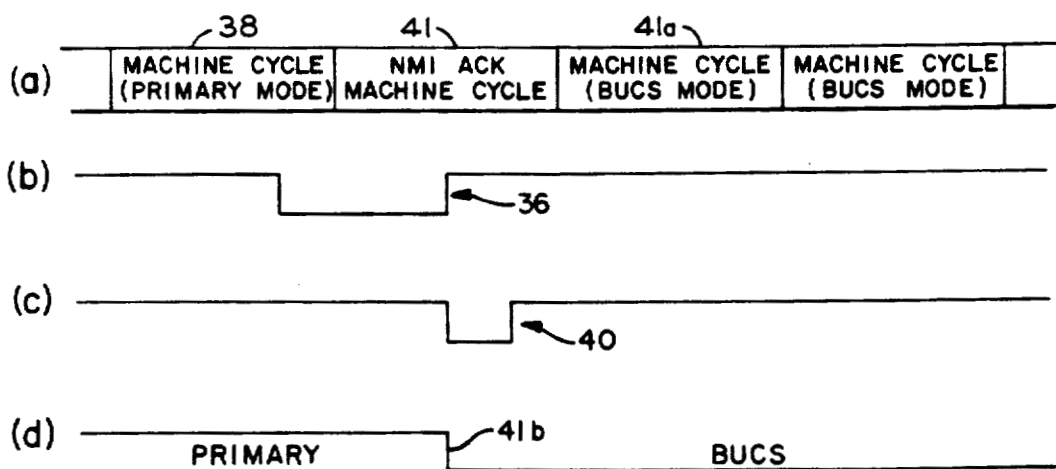 38 41 41a
(a) MACHINE CYCLE (PRIMARY MODE) NMI ACK MACHINE CYCLE MACHINE CYCLE (BUCS MODE) MACHINE CYCLE (BUCS MODE)
(b) 36
(c) 40
(d) PRIMARY 41b BUCS